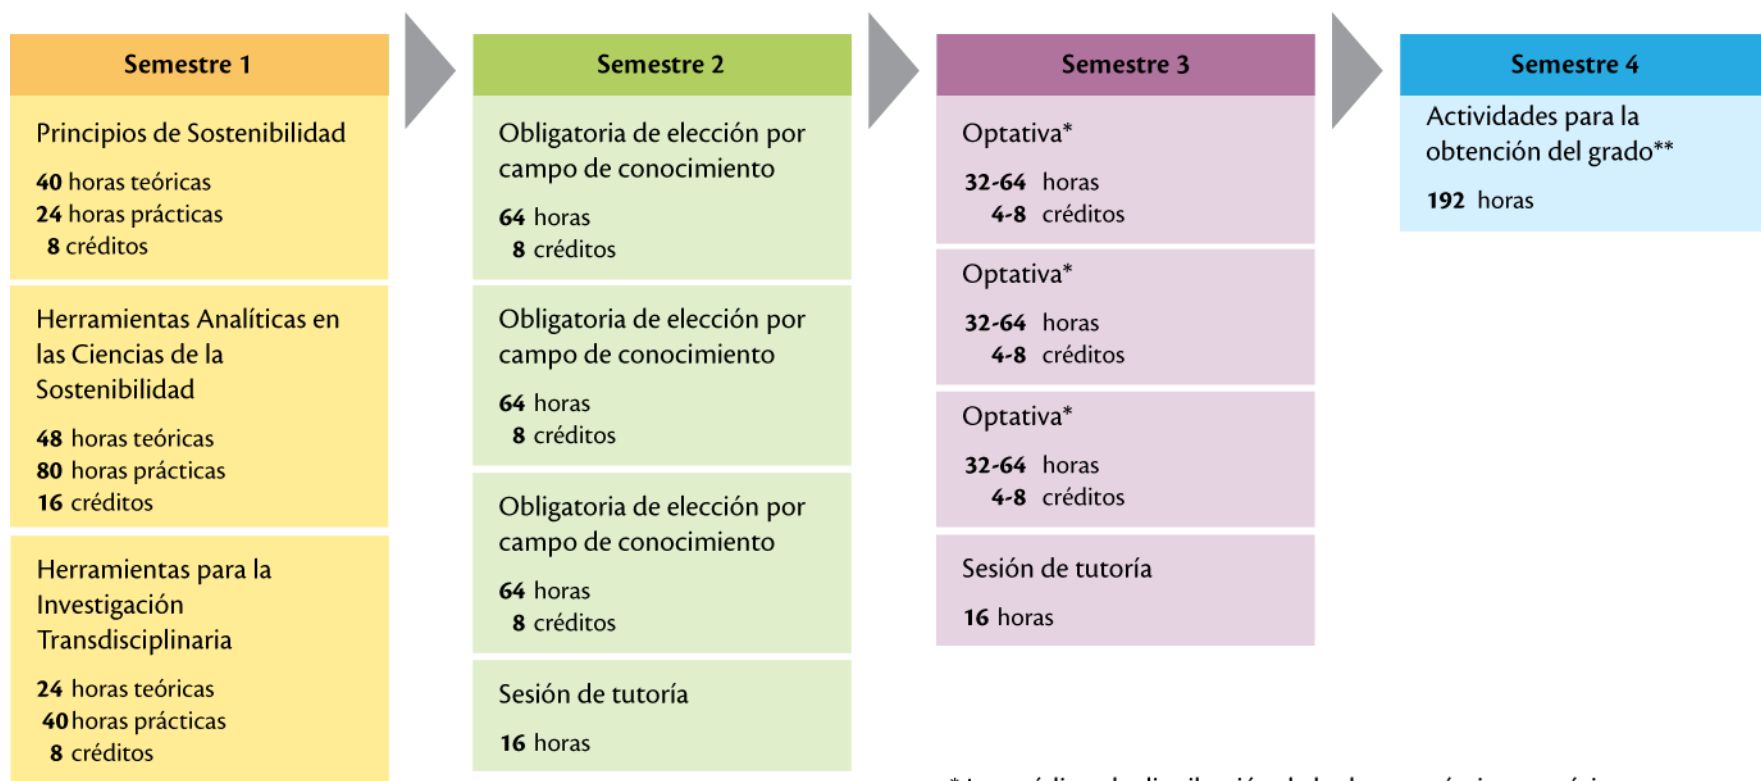 Semestre 1
Principios de Sostenibilidad
40 horas teóricas
24 horas prácticas
8 créditos
Herramientas Analíticas en
las Ciencias de la
Sostenibilidad
48 horas teóricas
80 horas prácticas
16 créditos
Herramientas para la
Investigación
Transdisciplinaria
24 horas teóricas
40 horas prácticas
8 créditos
Semestre 2
Obligatoria de elección por
campo de conocimiento
64 horas
8 créditos
Obligatoria de elección por
campo de conocimiento
64 horas
8 créditos
Obligatoria de elección por
campo de conocimiento
64 horas
8 créditos
Sesión de tutoría
16 horas
Semestre 3
Optativa*
32-64 horas
4-8 créditos
Optativa*
32-64 horas
4-8 créditos
Optativa*
32-64 horas
4-8 créditos
Sesión de tutoría
16 horas
Semestre 4
Actividades para la
obtención del grado**
192 horas